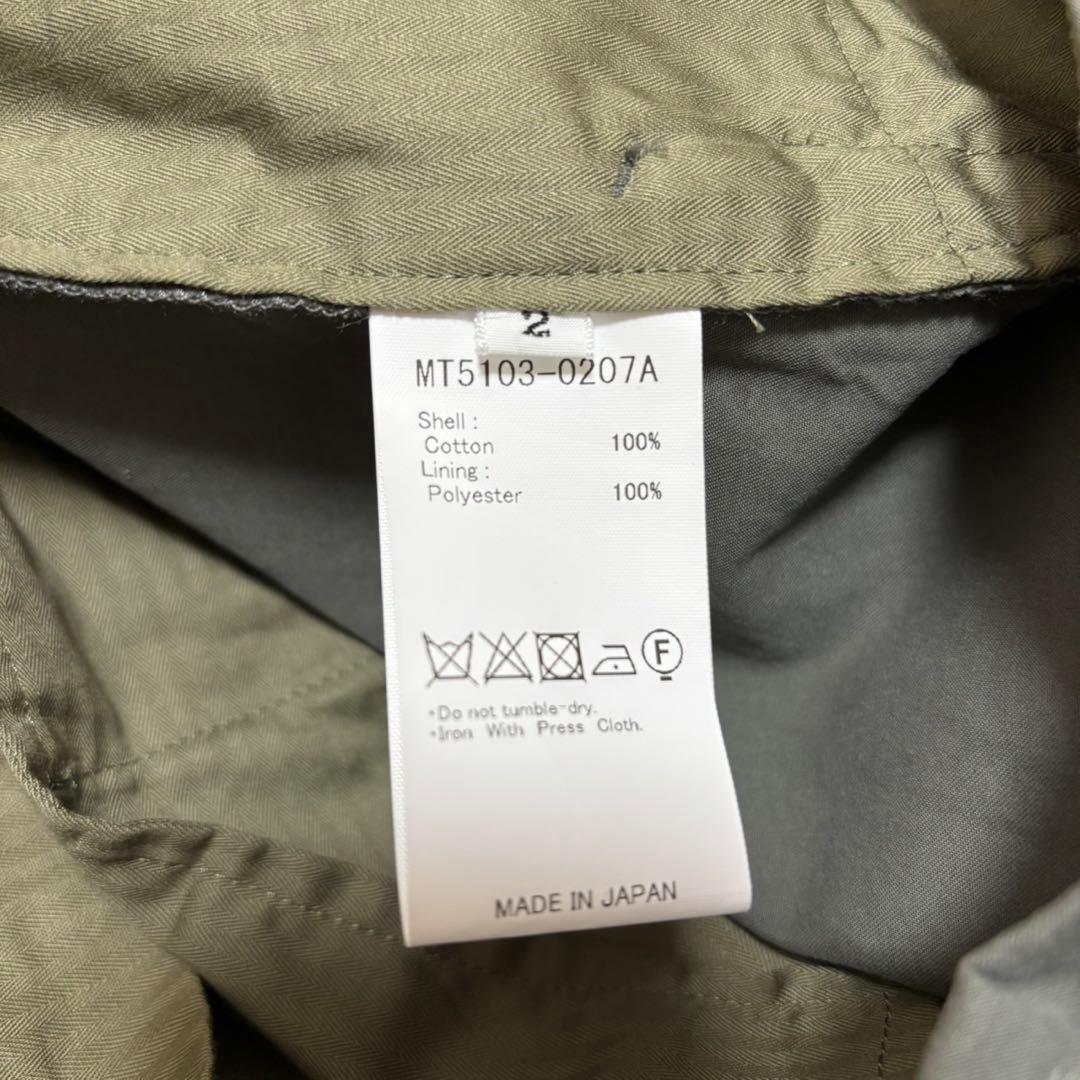 2
MT5103-0207A
Shell :
Cotton 100%
Lining :
Polyester 100%
F
・Do not tumble-dry.
・Iron With Press Cloth.
MADE IN JAPAN